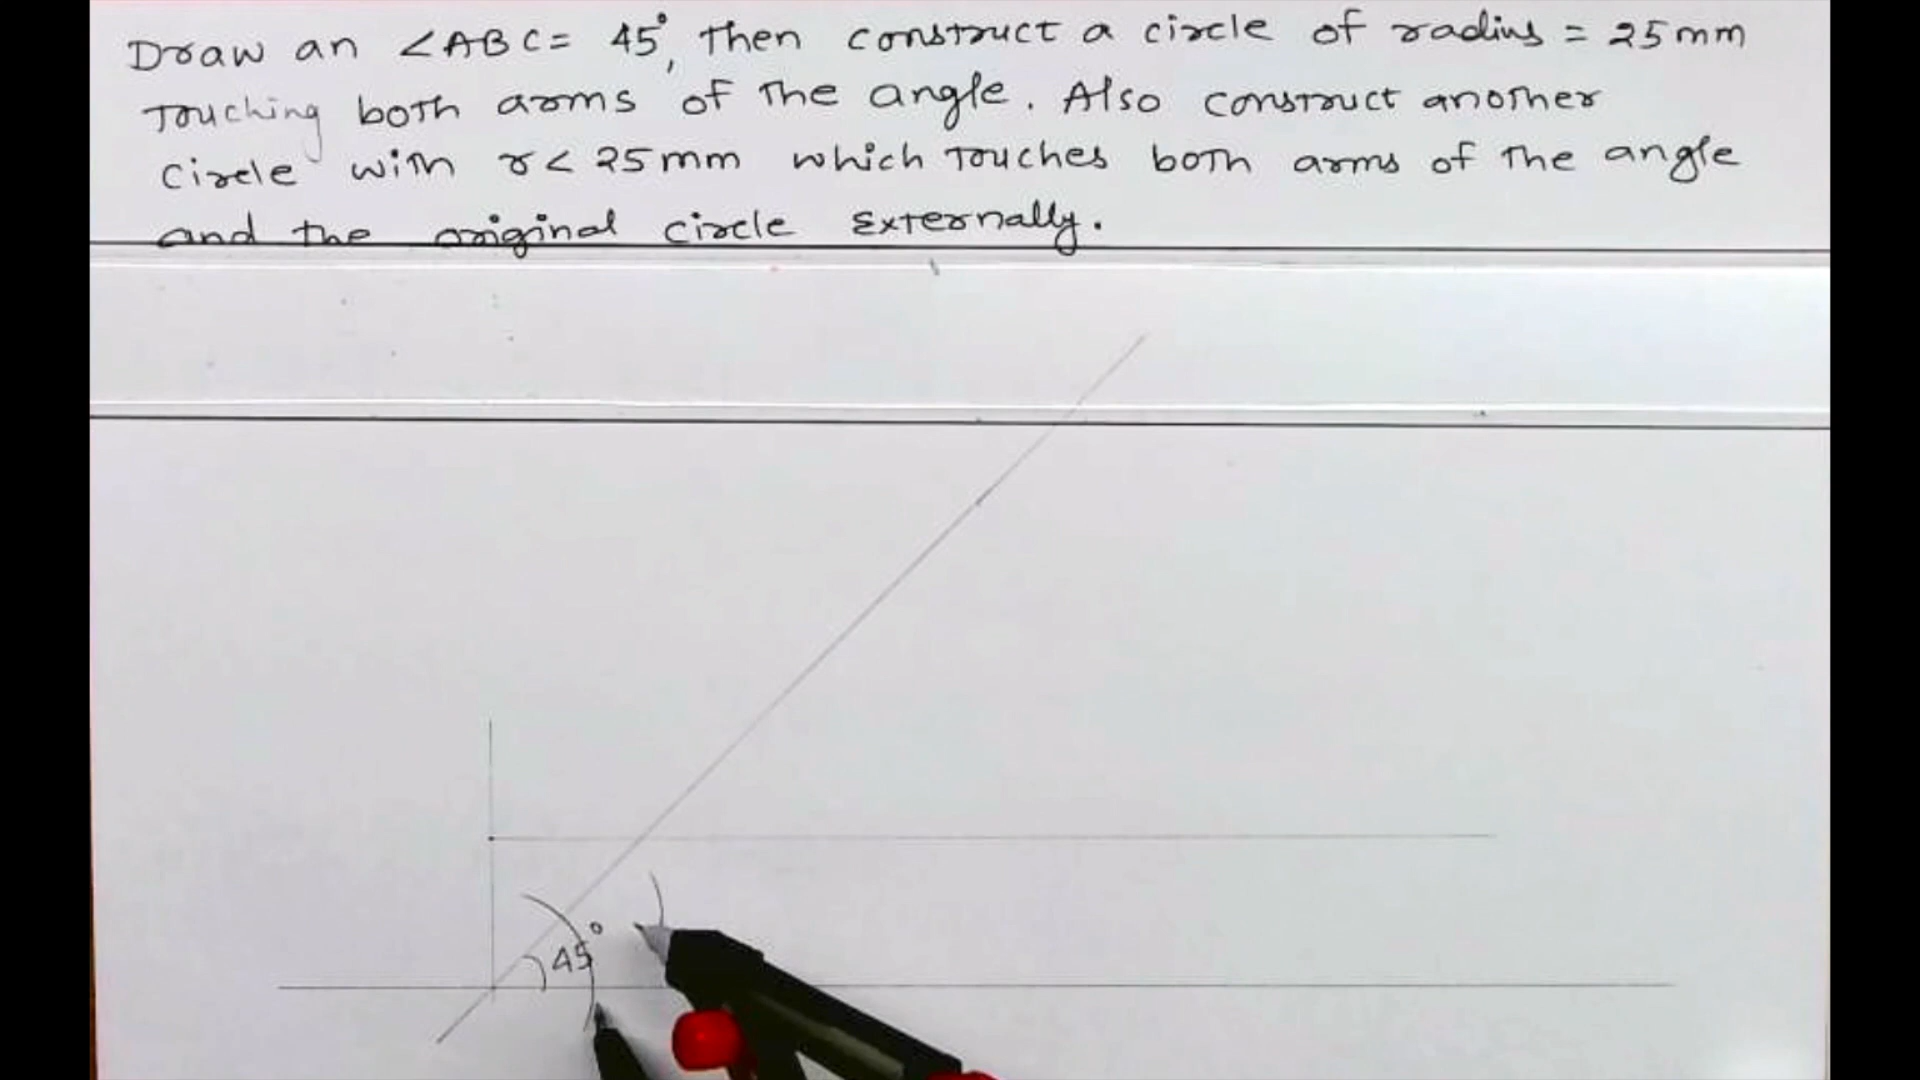 Draw an ∠ABC = 45°, then construct a circle of radius = 25mm
touching both arms of the angle. Also construct another
circle with r < 25mm which touches both arms of the angle
and the original circle externally.
45°